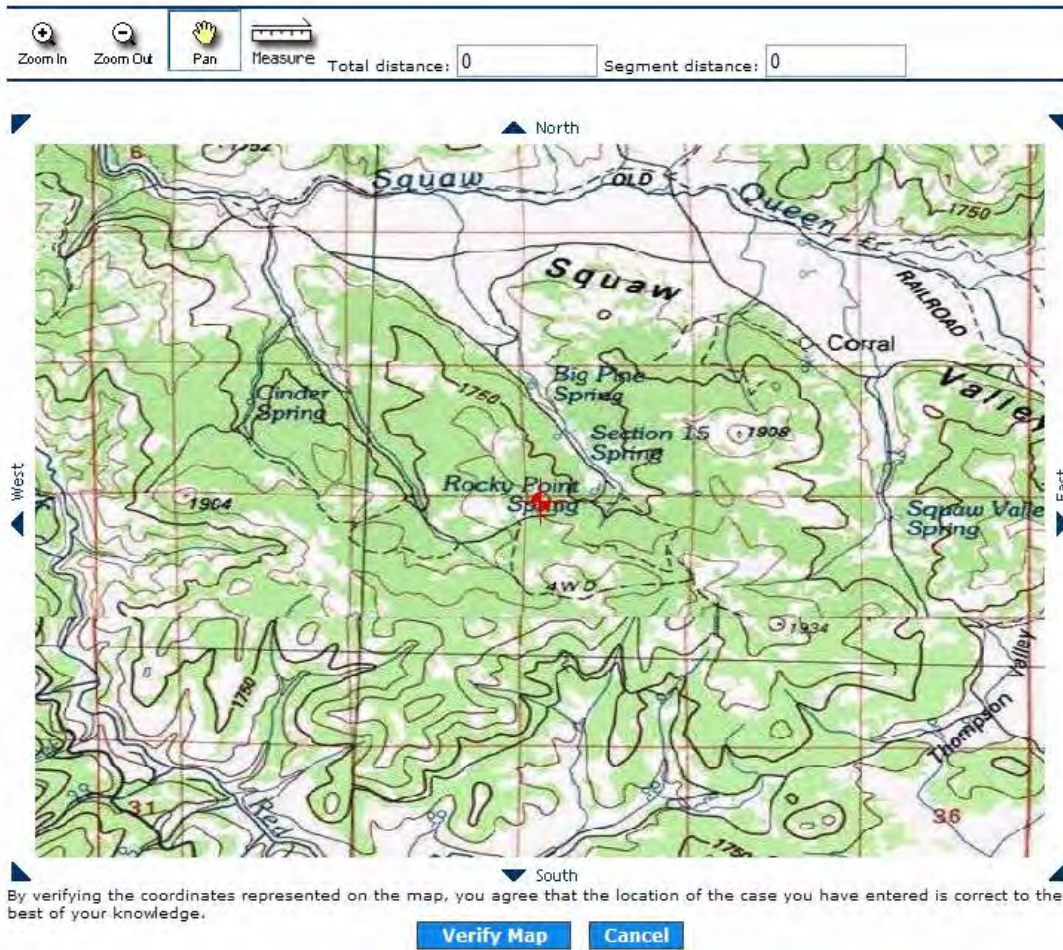 Zoom In
Zoom Out
Pan
Measure
Total distance: 0
Segment distance: 0
North
6
1752
Squaw
OLD
Queen
1750
Squaw
RAILROAD
Corral
Valley
Big Pine
Spring
Cinder
Spring
1750
Section 15
Spring
1908
West
East
Rocky Point
Spring
1904
Squaw Valle
Spring
4WD
1934
Valley
1750
Thompson
31
Red
36
1750
South
By verifying the coordinates represented on the map, you agree that the location of the case you have entered is correct to the
best of your knowledge.
Verify Map
Cancel